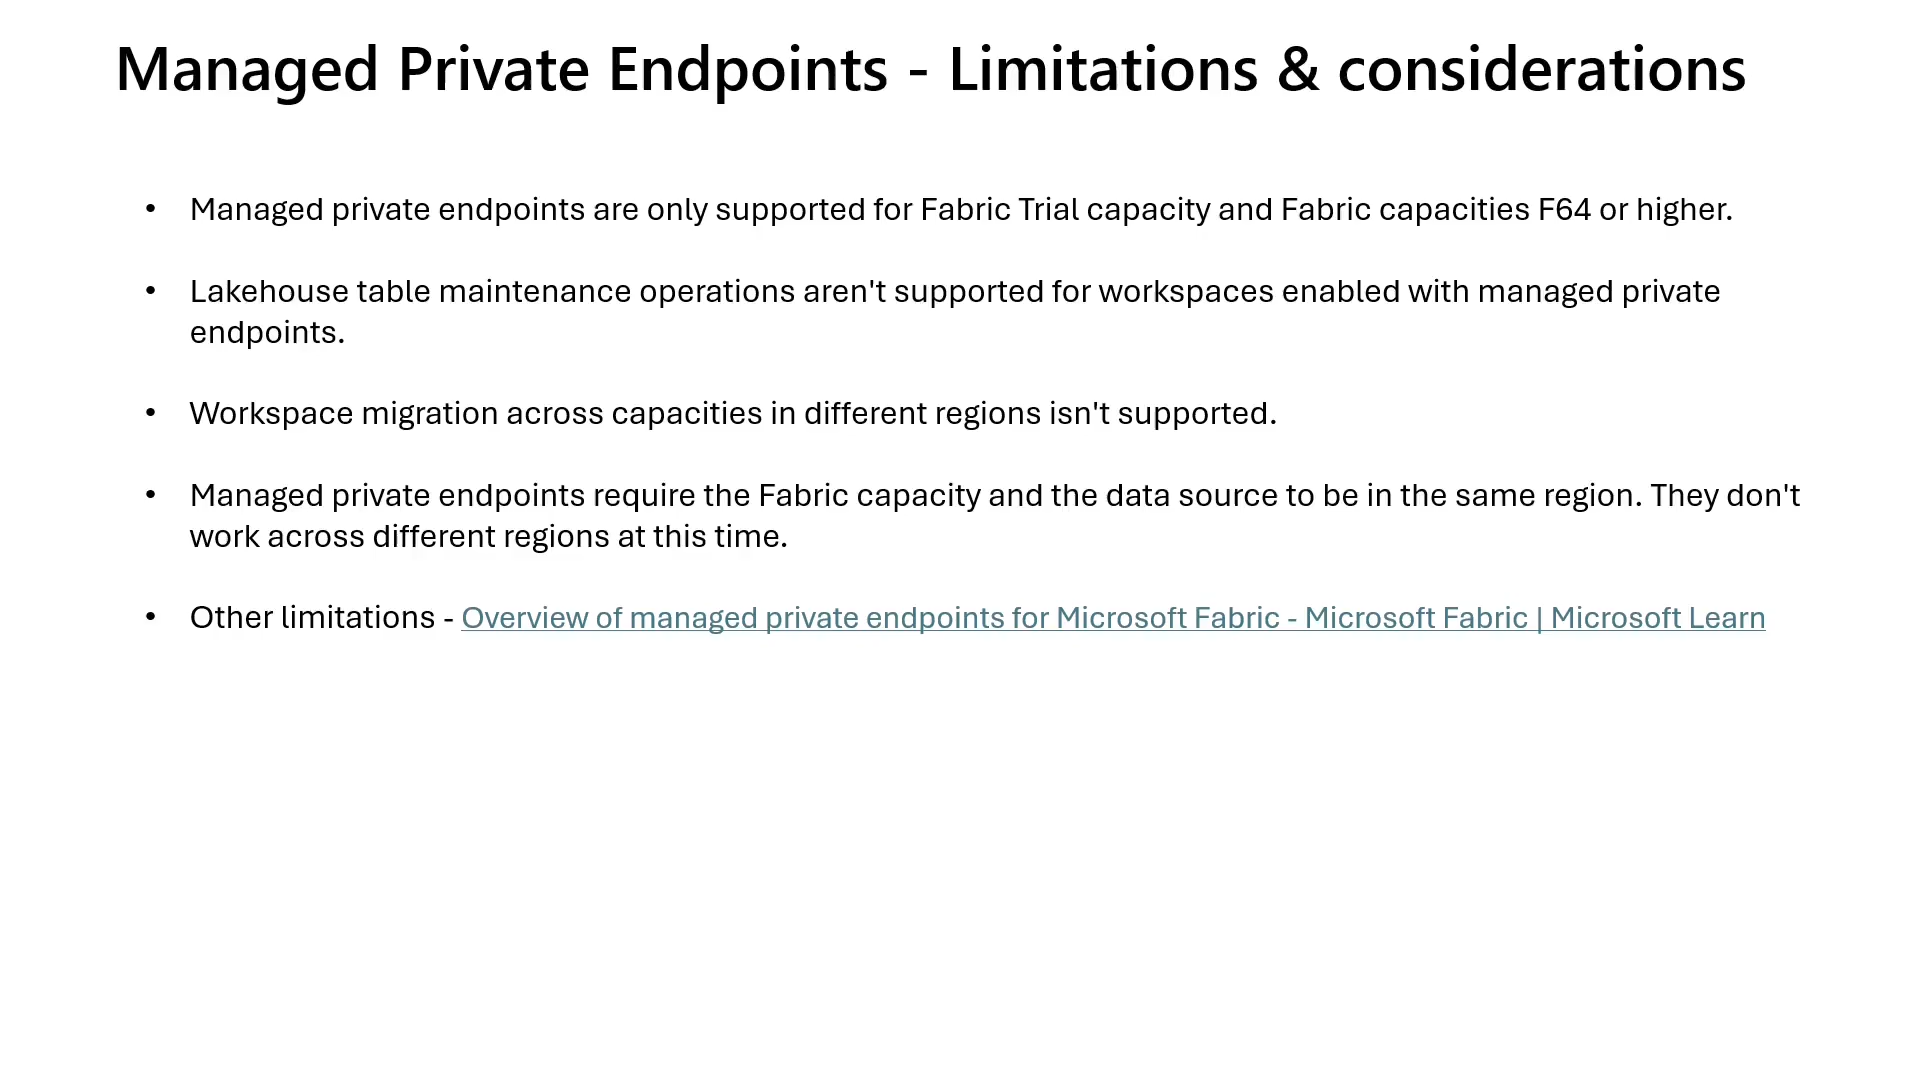 Managed Private Endpoints - Limitations & considerations
• Managed private endpoints are only supported for Fabric Trial capacity and Fabric capacities F64 or higher.
• Lakehouse table maintenance operations aren't supported for workspaces enabled with managed private
endpoints.
• Workspace migration across capacities in different regions isn't supported.
• Managed private endpoints require the Fabric capacity and the data source to be in the same region. They don't
work across different regions at this time.
• Other limitations - Overview of managed private endpoints for Microsoft Fabric - Microsoft Fabric | Microsoft Learn